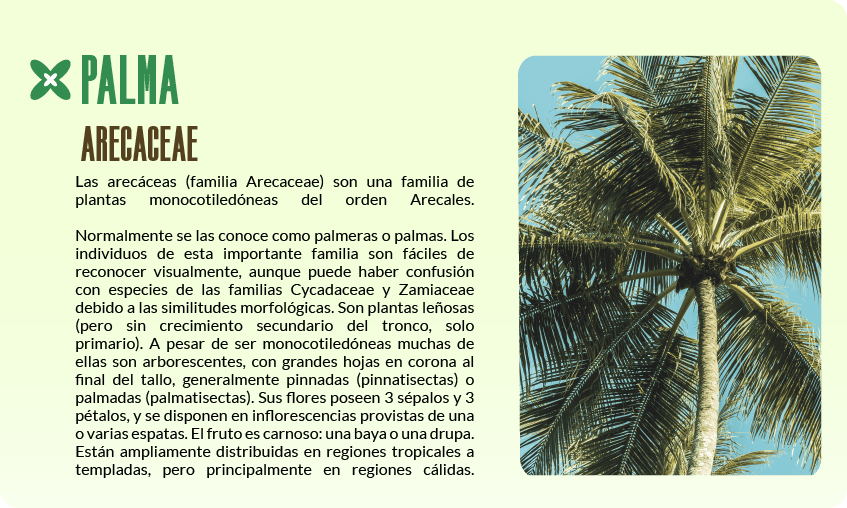 PALMA
ARECACEAE
Las arecáceas (familia Arecaceae) son una familia de
plantas monocotiledóneas del orden Arecales.
Normalmente se las conoce como palmeras o palmas. Los
individuos de esta importante familia son fáciles de
reconocer visualmente, aunque puede haber confusión
con especies de las familias Cycadaceae y Zamiaceae
debido a las similitudes morfológicas. Son plantas leñosas
(pero sin crecimiento secundario del tronco, solo
primario). A pesar de ser monocotiledóneas muchas de
ellas son arborescentes, con grandes hojas en corona al
final del tallo, generalmente pinnadas (pinnatisectas) o
palmadas (palmatisectas). Sus flores poseen 3 sépalos y 3
pétalos, y se disponen en inflorescencias provistas de una
o varias espatas. El fruto es carnoso: una baya o una drupa.
Están ampliamente distribuidas en regiones tropicales a
templadas, pero principalmente en regiones cálidas.